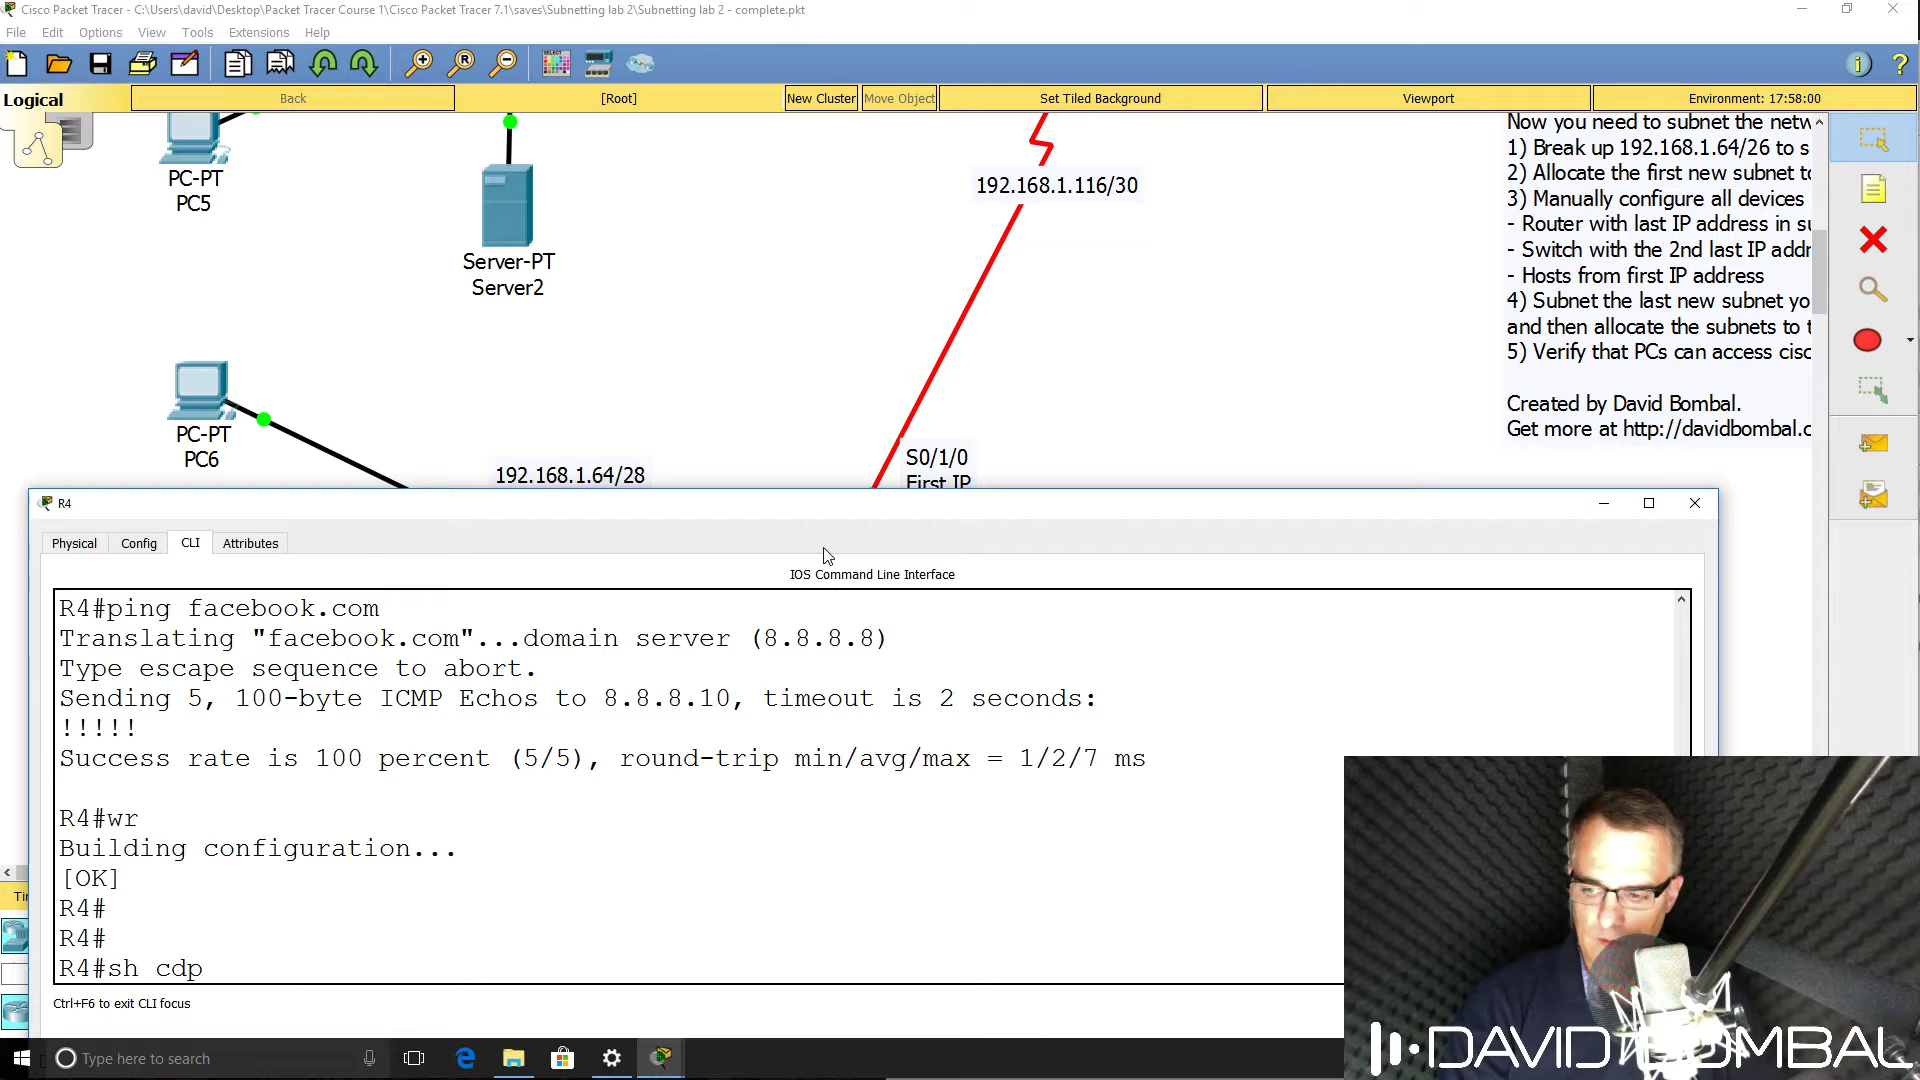 Cisco Packet Tracer - C:\Users\david\Desktop\Packet Tracer Course 1\Cisco Packet Tracer 7.1\saves\Subnetting lab 2\Subnetting lab 2 - complete.pkt
File Edit Options View Tools Extensions Help
Logical Back [Root] New Cluster Move Object Set Tiled Background Viewport Environment: 17:58:00
PC-PT
PC5
Server-PT
Server2
192.168.1.116/30
Now you need to subnet the netw
1) Break up 192.168.1.64/26 to s
2) Allocate the first new subnet to
3) Manually configure all devices
- Router with last IP address in su
- Switch with the 2nd last IP addr
- Hosts from first IP address
4) Subnet the last new subnet yo
and then allocate the subnets to t
5) Verify that PCs can access cisc
Created by David Bombal.
Get more at http://davidbombal.c
PC-PT
PC6
192.168.1.64/28
S0/1/0
First IP
R4
Physical Config CLI Attributes
IOS Command Line Interface
R4#ping facebook.com
Translating "facebook.com"...domain server (8.8.8.8)
Type escape sequence to abort.
Sending 5, 100-byte ICMP Echos to 8.8.8.10, timeout is 2 seconds:
!!!!!
Success rate is 100 percent (5/5), round-trip min/avg/max = 1/2/7 ms
R4#wr
Building configuration...
[OK]
R4#
R4#
R4#sh cdp
Ctrl+F6 to exit CLI focus
Type here to search
DAVID BOMBAL